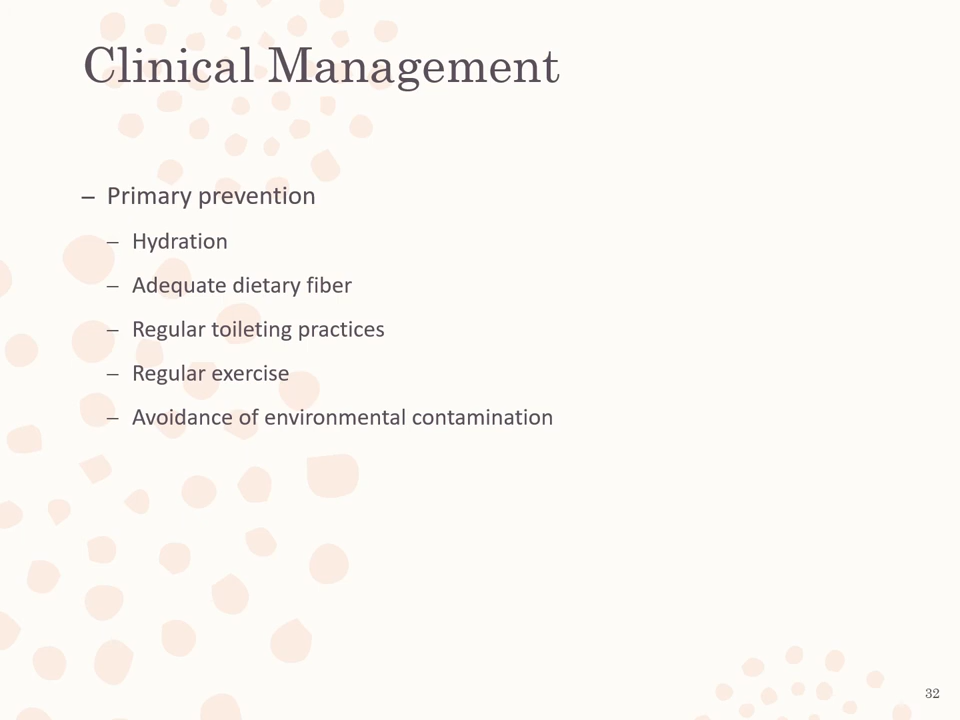 Clinical Management
– Primary prevention
– Hydration
– Adequate dietary fiber
– Regular toileting practices
– Regular exercise
– Avoidance of environmental contamination
32